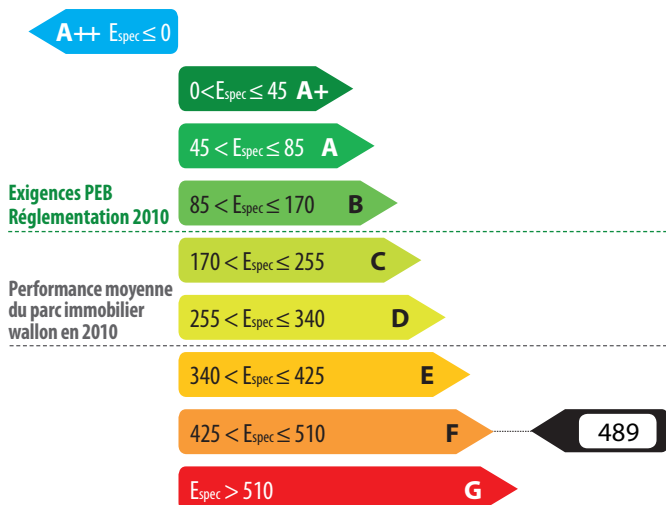 A++ Espec ≤ 0
0<Espec ≤ 45 A+
45 < Espec ≤ 85 A
Exigences PEB
Réglementation 2010
85 < Espec ≤ 170 B
170 < Espec ≤ 255 C
Performance moyenne
du parc immobilier
wallon en 2010
255 < Espec ≤ 340 D
340 < Espec ≤ 425 E
425 < Espec ≤ 510 F
489
Espec > 510 G